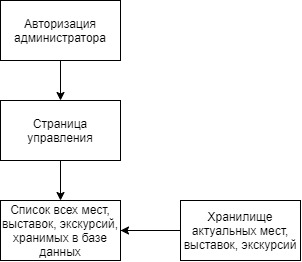 Авторизация
администратора
Страница
управления
Список всех мест,
выставок, экскурсий,
хранимых в базе
данных
Хранилище
актуальных мест,
выставок, экскурсий